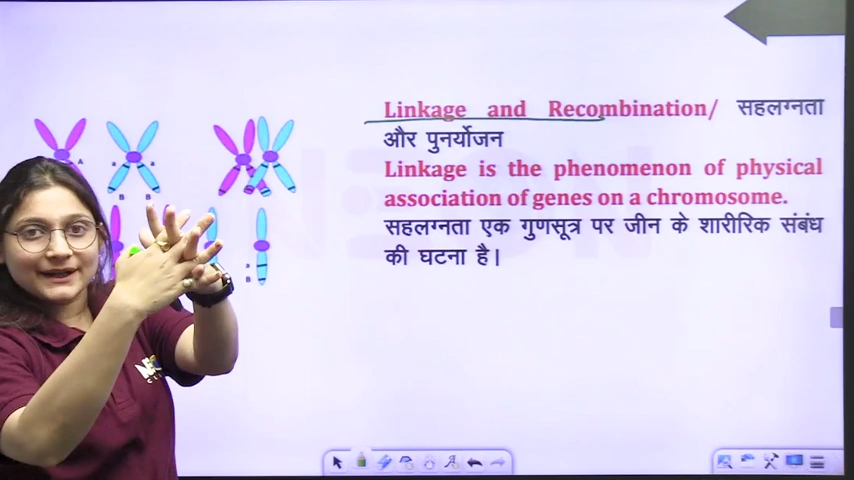 Linkage and Recombination/ सहलग्नता
और पुनर्योजन
Linkage is the phenomenon of physical
association of genes on a chromosome.
सहलग्नता एक गुणसूत्र पर जीन के शारीरिक संबंध
की घटना है।
A
a a
B B
a
B